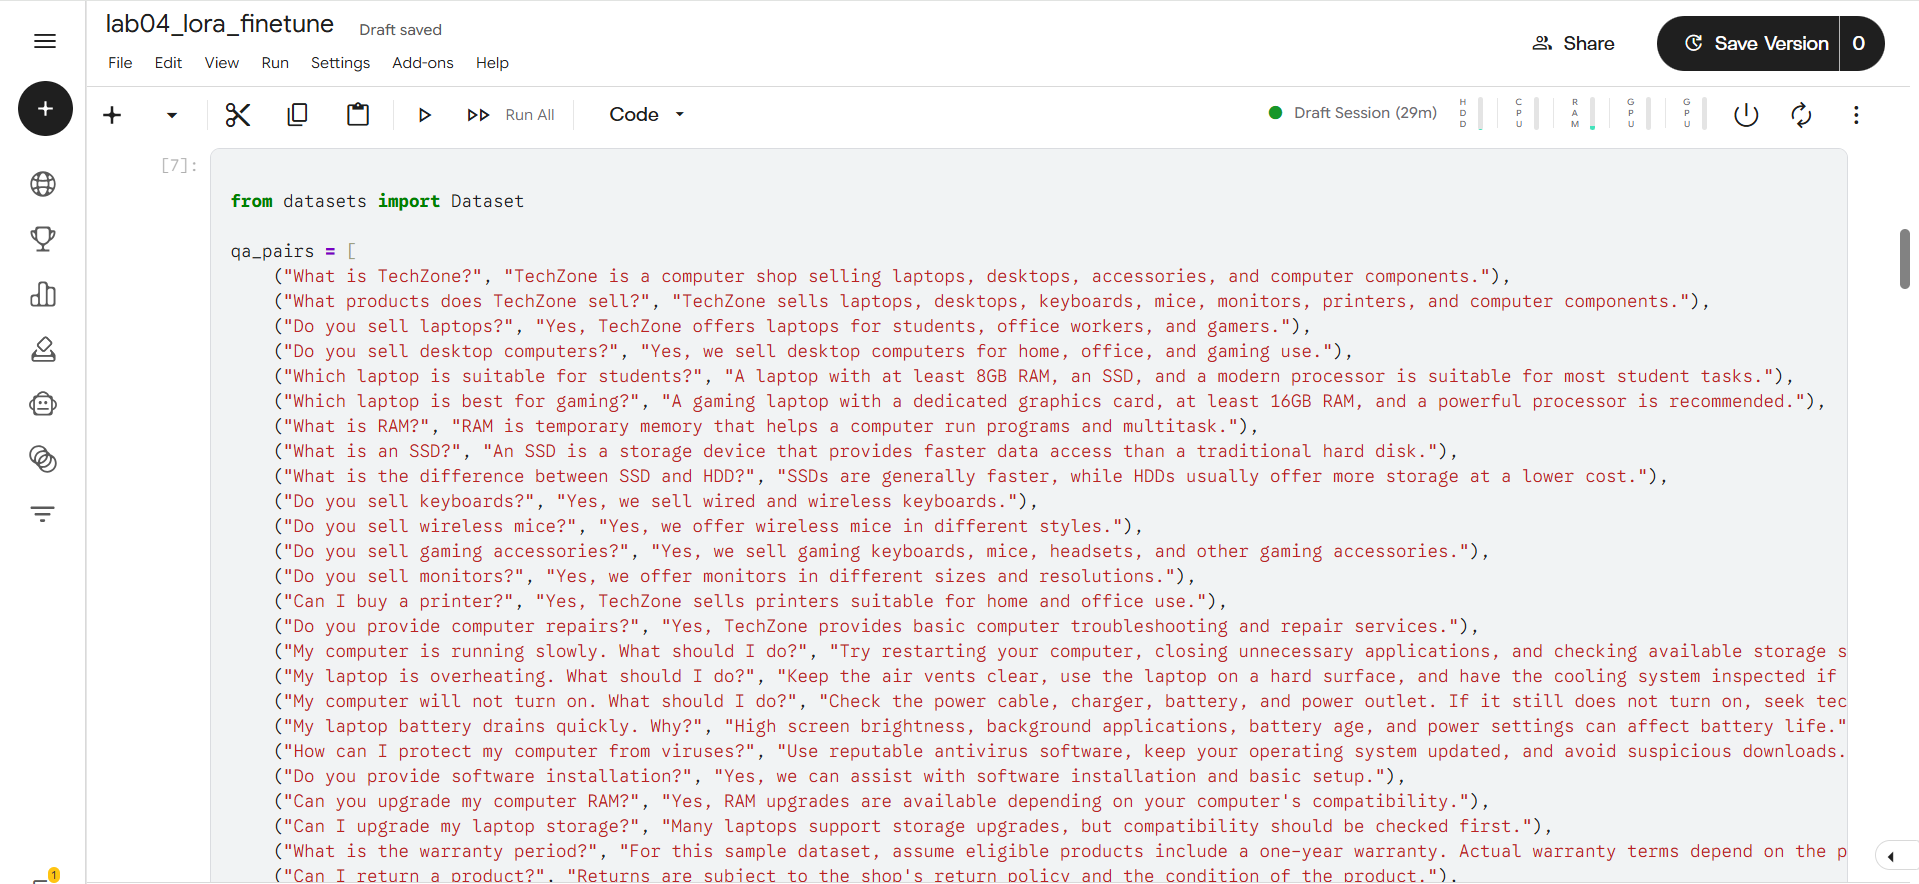 lab04_lora_finetune Draft saved
File Edit View Run Settings Add-ons Help
Share
Save Version 0
Run All
Code
Draft Session (29m)
HDD
CPU
RAM
GPU
GPU
[7]:
from datasets import Dataset
qa_pairs = [
("What is TechZone?", "TechZone is a computer shop selling laptops, desktops, accessories, and computer components."),
("What products does TechZone sell?", "TechZone sells laptops, desktops, keyboards, mice, monitors, printers, and computer components."),
("Do you sell laptops?", "Yes, TechZone offers laptops for students, office workers, and gamers."),
("Do you sell desktop computers?", "Yes, we sell desktop computers for home, office, and gaming use."),
("Which laptop is suitable for students?", "A laptop with at least 8GB RAM, an SSD, and a modern processor is suitable for most student tasks."),
("Which laptop is best for gaming?", "A gaming laptop with a dedicated graphics card, at least 16GB RAM, and a powerful processor is recommended."),
("What is RAM?", "RAM is temporary memory that helps a computer run programs and multitask."),
("What is an SSD?", "An SSD is a storage device that provides faster data access than a traditional hard disk."),
("What is the difference between SSD and HDD?", "SSDs are generally faster, while HDDs usually offer more storage at a lower cost."),
("Do you sell keyboards?", "Yes, we sell wired and wireless keyboards."),
("Do you sell wireless mice?", "Yes, we offer wireless mice in different styles."),
("Do you sell gaming accessories?", "Yes, we sell gaming keyboards, mice, headsets, and other gaming accessories."),
("Do you sell monitors?", "Yes, we offer monitors in different sizes and resolutions."),
("Can I buy a printer?", "Yes, TechZone sells printers suitable for home and office use."),
("Do you provide computer repairs?", "Yes, TechZone provides basic computer troubleshooting and repair services."),
("My computer is running slowly. What should I do?", "Try restarting your computer, closing unnecessary applications, and checking available storage s
("My laptop is overheating. What should I do?", "Keep the air vents clear, use the laptop on a hard surface, and have the cooling system inspected if
("My computer will not turn on. What should I do?", "Check the power cable, charger, battery, and power outlet. If it still does not turn on, seek tec
("My laptop battery drains quickly. Why?", "High screen brightness, background applications, battery age, and power settings can affect battery life."
("How can I protect my computer from viruses?", "Use reputable antivirus software, keep your operating system updated, and avoid suspicious downloads.
("Do you provide software installation?", "Yes, we can assist with software installation and basic setup."),
("Can you upgrade my computer RAM?", "Yes, RAM upgrades are available depending on your computer's compatibility."),
("Can I upgrade my laptop storage?", "Many laptops support storage upgrades, but compatibility should be checked first."),
("What is the warranty period?", "For this sample dataset, assume eligible products include a one-year warranty. Actual warranty terms depend on the p
("Can I return a product?", "Returns are subject to the shop's return policy and the condition of the product."),
1